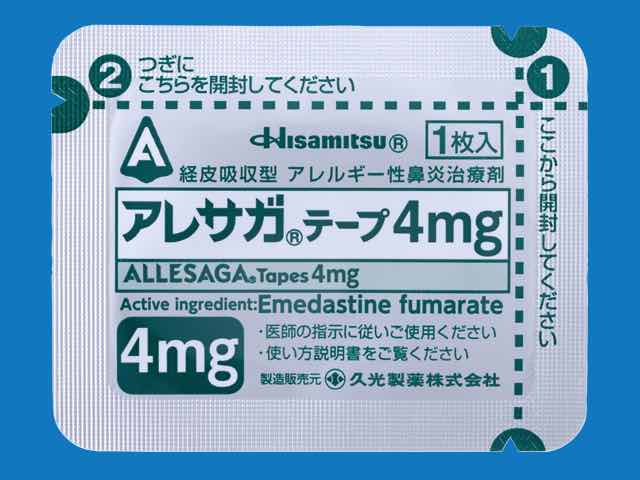 ② つぎに
こちらを開封してください
①
ここから開封してください
A
Hisamitsu®
1枚入
経皮吸収型 アレルギー性鼻炎治療剤
アレサガ®テープ4mg
ALLESAGA®Tapes4mg
Active ingredient:Emedastine fumarate
4mg
・医師の指示に従いご使用ください
・使い方説明書をご覧ください
製造販売元 久光製薬株式会社